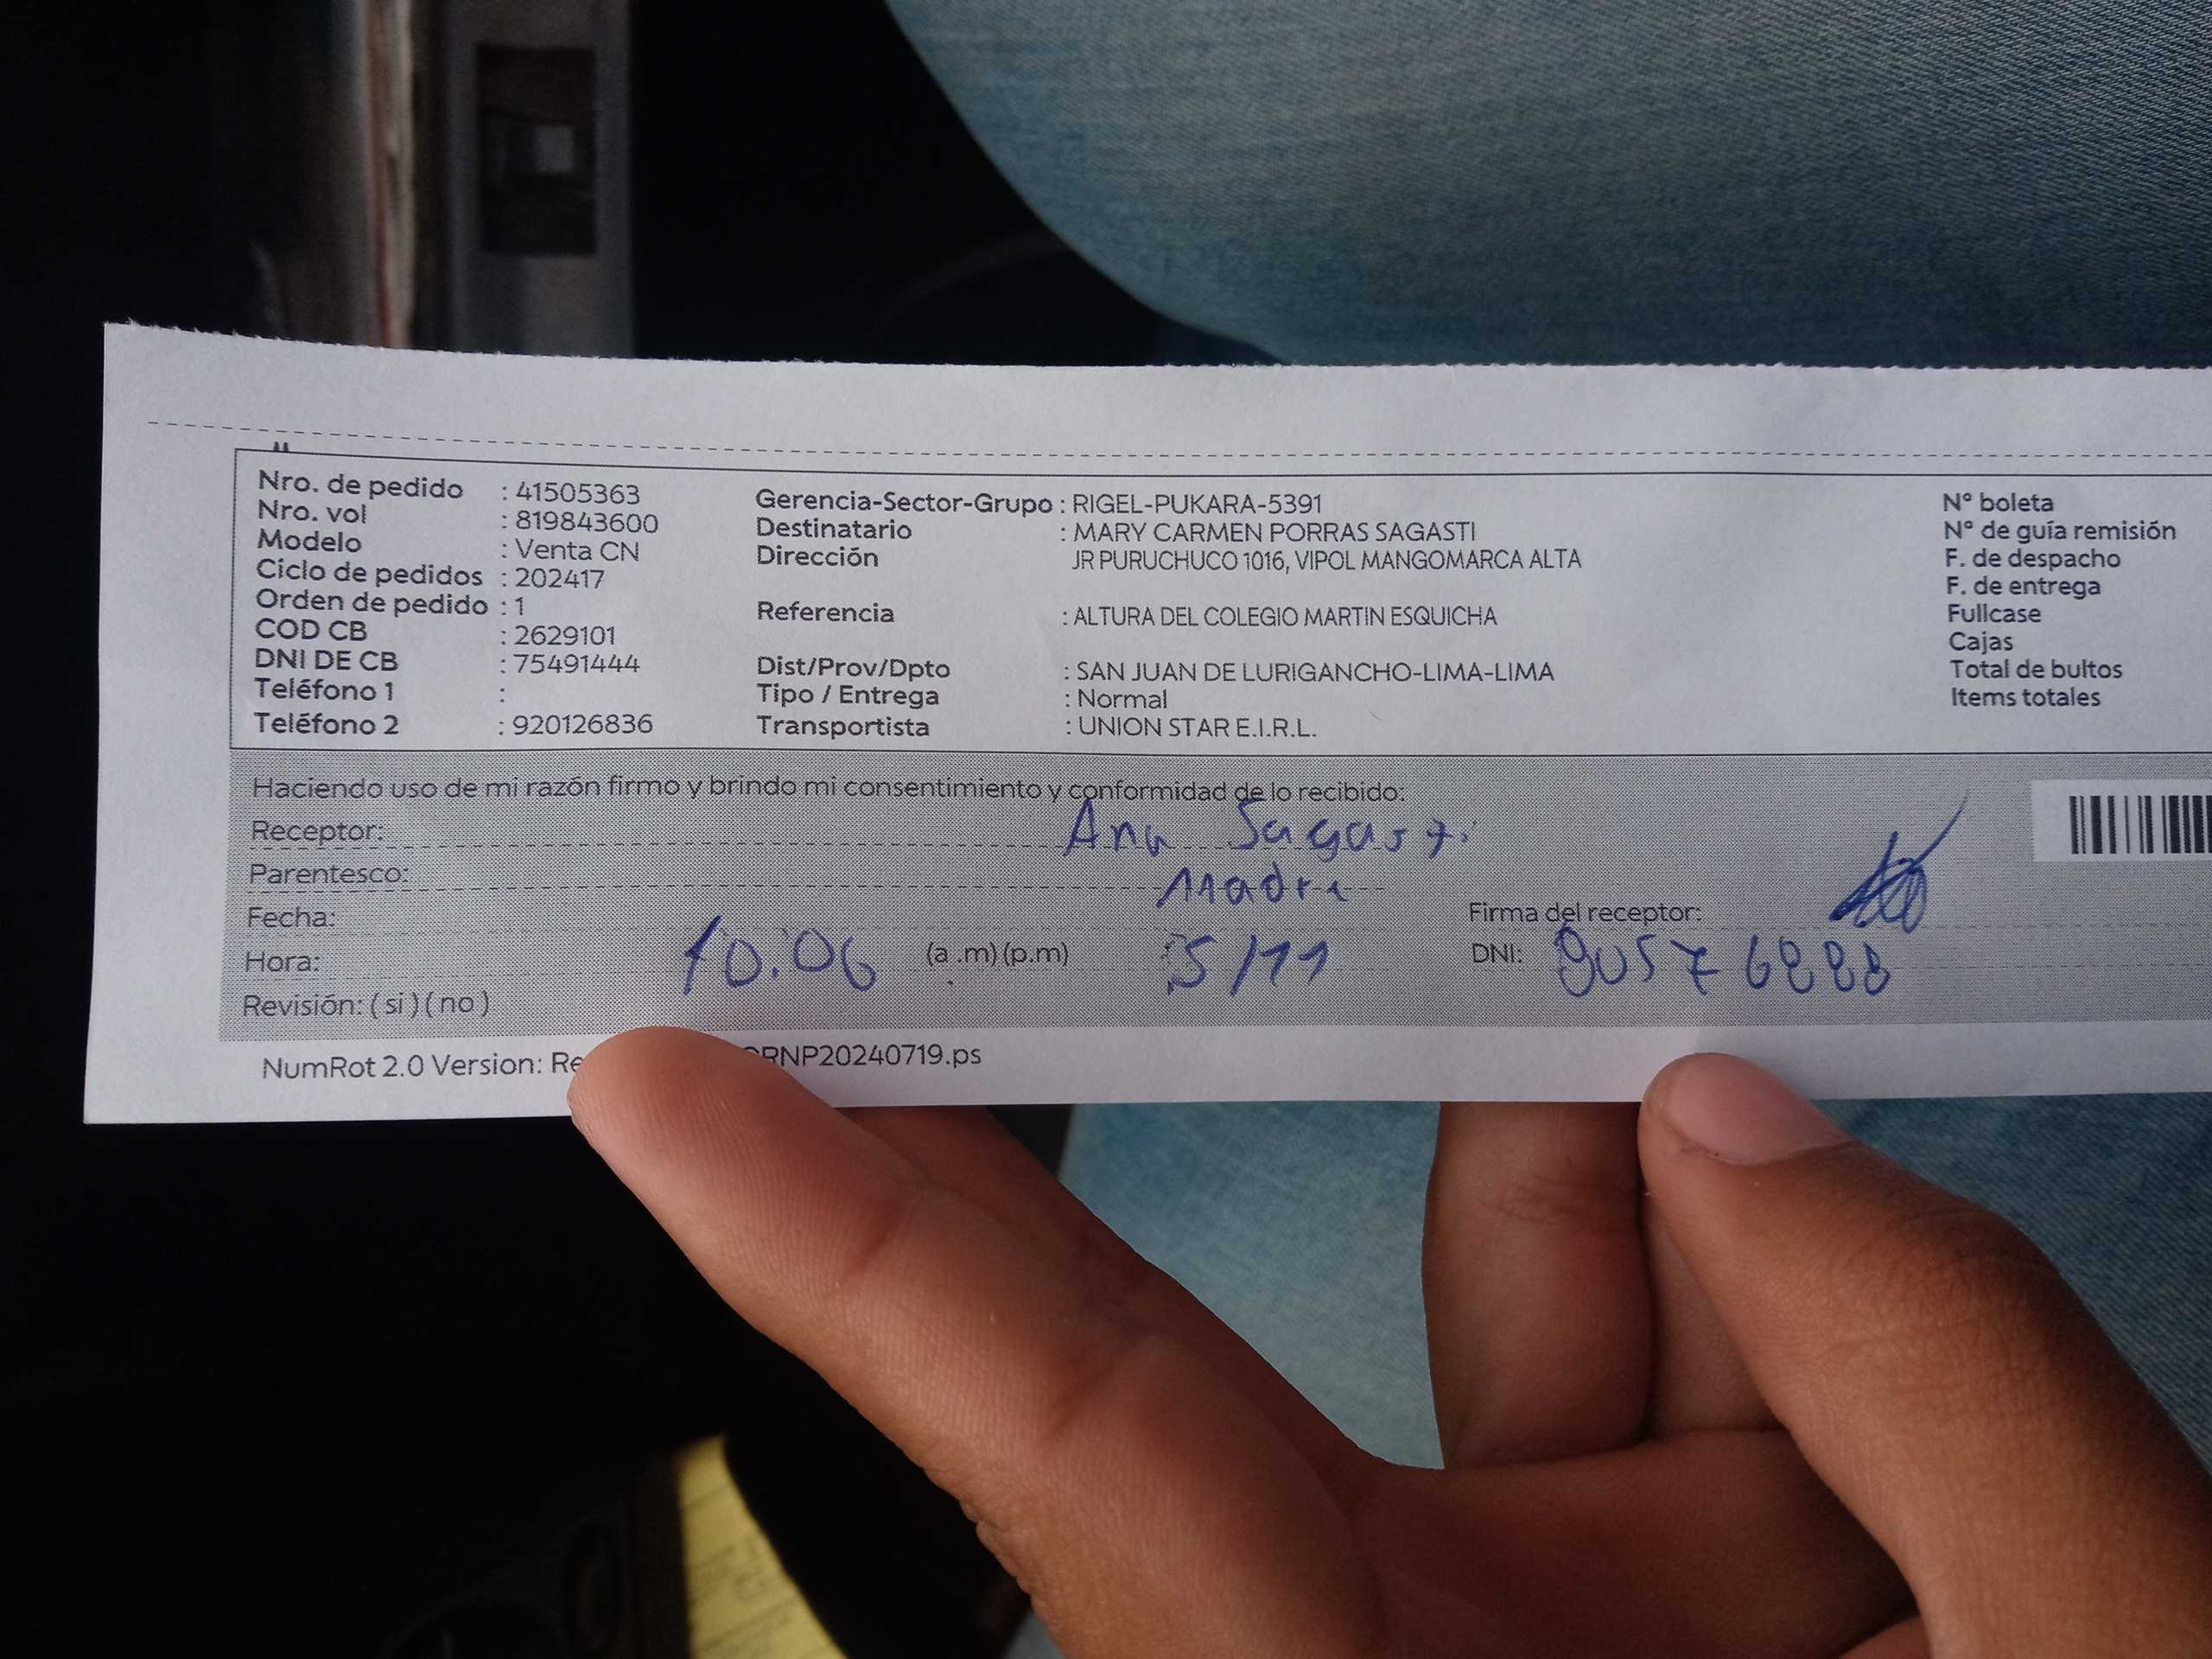 Nro. de pedido : 41505363
Nro. vol : 819843600
Modelo : Venta CN
Ciclo de pedidos : 202417
Orden de pedido : 1
COD CB : 2629101
DNI DE CB : 75491444
Teléfono 1 :
Teléfono 2 : 920126836
Gerencia-Sector-Grupo : RIGEL-PUKARA-5391
Destinatario : MARY CARMEN PORRAS SAGASTI
Dirección JR PURUCHUCO 1016, VIPOL MANGOMARCA ALTA
Referencia : ALTURA DEL COLEGIO MARTIN ESQUICHA
Dist/Prov/Dpto : SAN JUAN DE LURIGANCHO-LIMA-LIMA
Tipo / Entrega : Normal
Transportista : UNION STAR E.I.R.L.
N° boleta
N° de guía remisión
F. de despacho
F. de entrega
Fullcase
Cajas
Total de bultos
Items totales
Haciendo uso de mi razón firmo y brindo mi consentimiento y conformidad de lo recibido:
Receptor: Ana Sagasti
Parentesco: Madre
Fecha: Firma del receptor:
Hora: 10:06 (a .m) (p.m) 5/11 DNI:
Revisión: ( si ) ( no )
NumRot 2.0 Version: Re RNP20240719.ps